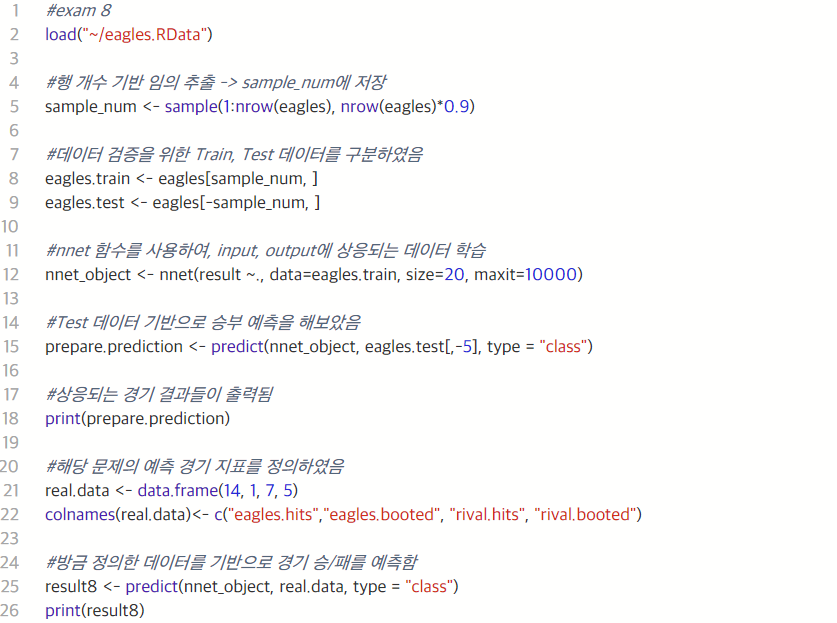 1 #exam 8
2 load("~/eagles.RData")
3
4 #행 개수 기반 임의 추출 -> sample_num에 저장
5 sample_num <- sample(1:nrow(eagles), nrow(eagles)*0.9)
6
7 #데이터 검증을 위한 Train, Test 데이터를 구분하였음
8 eagles.train <- eagles[sample_num, ]
9 eagles.test <- eagles[-sample_num, ]
10
11 #nnet 함수를 사용하여, input, output에 상응되는 데이터 학습
12 nnet_object <- nnet(result ~., data=eagles.train, size=20, maxit=10000)
13
14 #Test 데이터 기반으로 승부 예측을 해보았음
15 prepare.prediction <- predict(nnet_object, eagles.test[,-5], type = "class")
16
17 #상응되는 경기 결과들이 출력됨
18 print(prepare.prediction)
19
20 #해당 문제의 예측 경기 지표를 정의하였음
21 real.data <- data.frame(14, 1, 7, 5)
22 colnames(real.data)<- c("eagles.hits","eagles.booted", "rival.hits", "rival.booted")
23
24 #방금 정의한 데이터를 기반으로 경기 승/패를 예측함
25 result8 <- predict(nnet_object, real.data, type = "class")
26 print(result8)